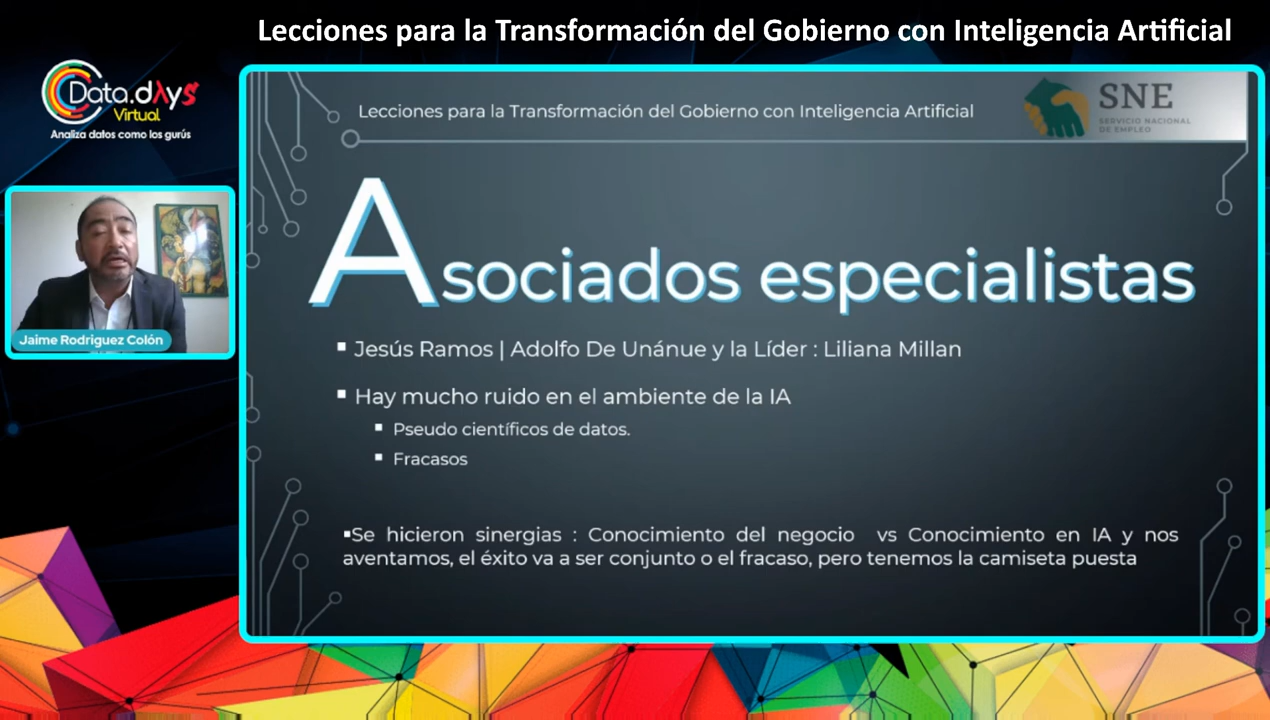 Lecciones para la Transformación del Gobierno con Inteligencia Artificial
Data.dAys
Virtual
Analiza datos como los gurús
Lecciones para la Transformación del Gobierno con Inteligencia Artificial
SNE
SERVICIO NACIONAL
DE EMPLEO
Asociados especialistas
Jaime Rodriguez Colón
▪ Jesús Ramos | Adolfo De Unánue y la Líder : Liliana Millan
▪ Hay mucho ruido en el ambiente de la IA
▪ Pseudo científicos de datos.
▪ Fracasos
▪Se hicieron sinergias : Conocimiento del negocio vs Conocimiento en IA y nos
aventamos, el éxito va a ser conjunto o el fracaso, pero tenemos la camiseta puesta